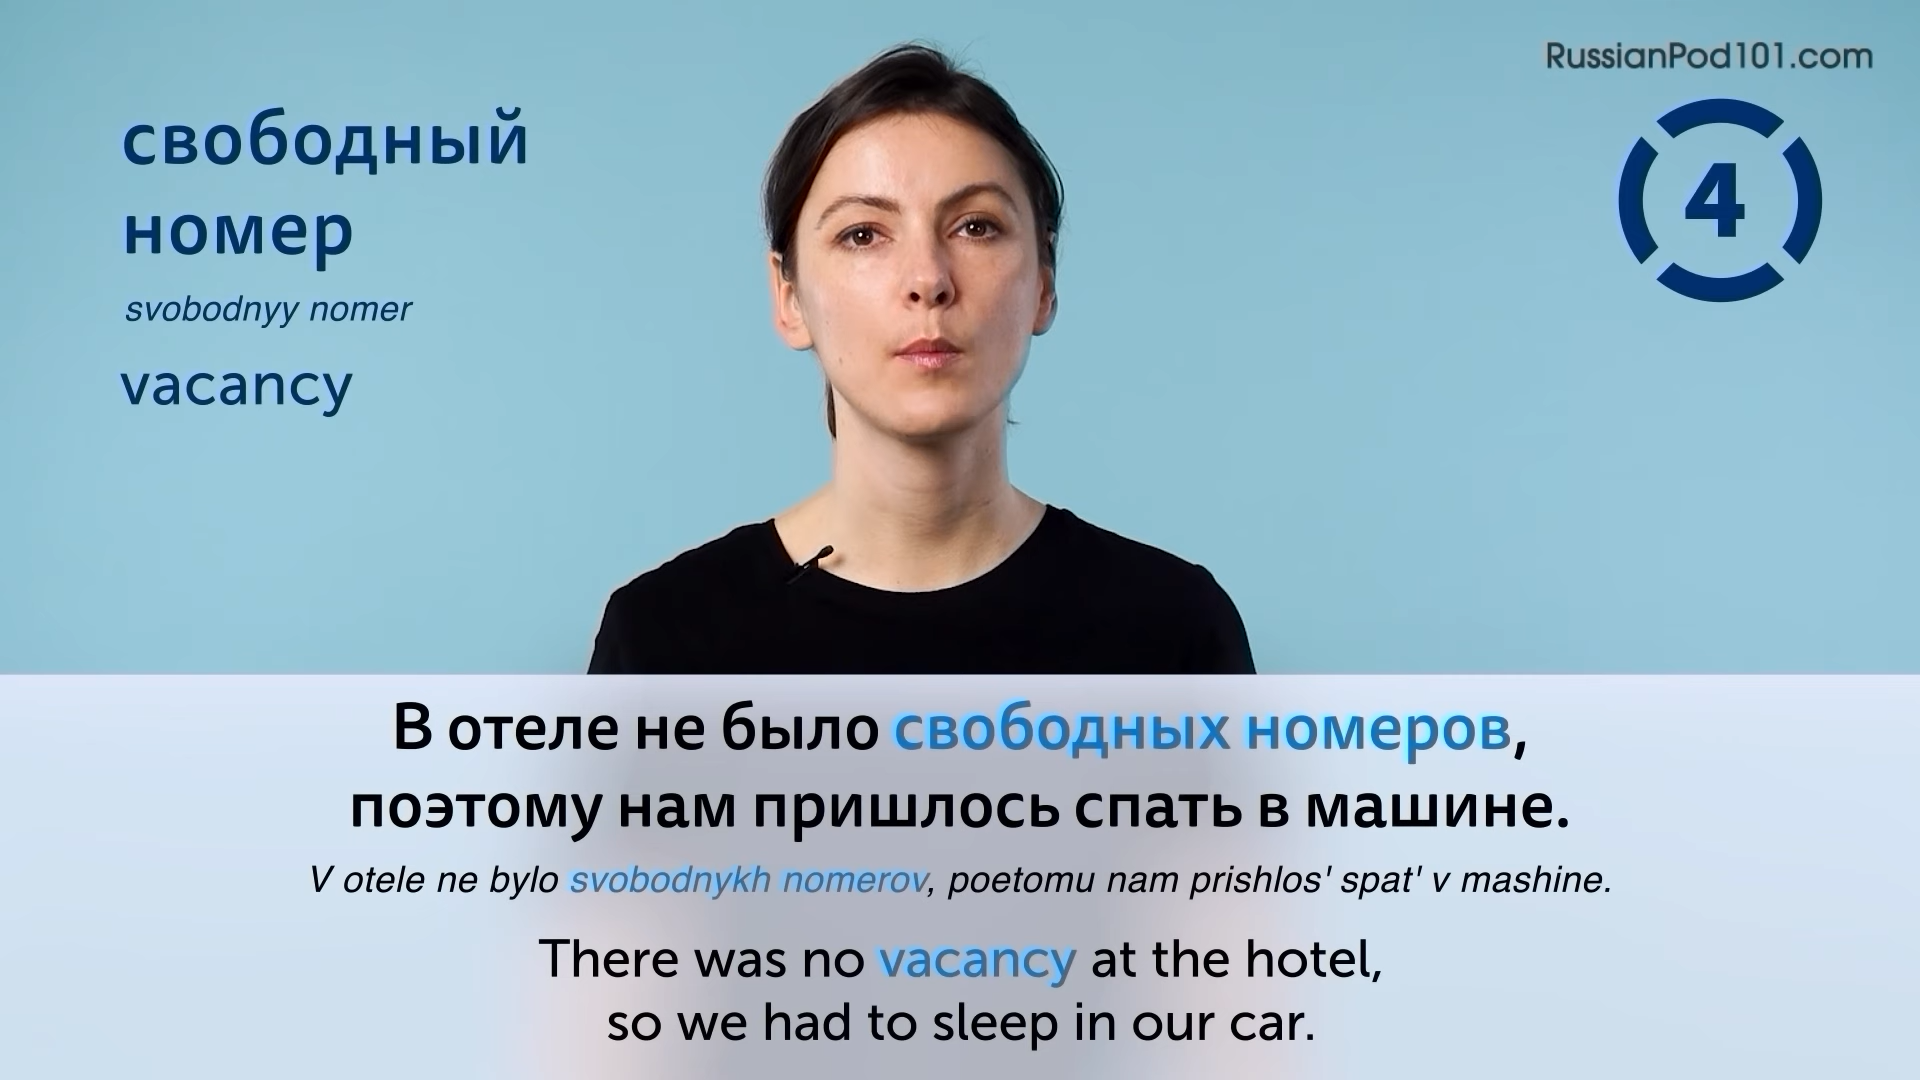 RussianPod101.com
свободный
номер
svobodnyy nomer
vacancy
4
В отеле не было свободных номеров,
поэтому нам пришлось спать в машине.
V otele ne bylo svobodnykh nomerov, poetomu nam prishlos' spat' v mashine.
There was no vacancy at the hotel,
so we had to sleep in our car.